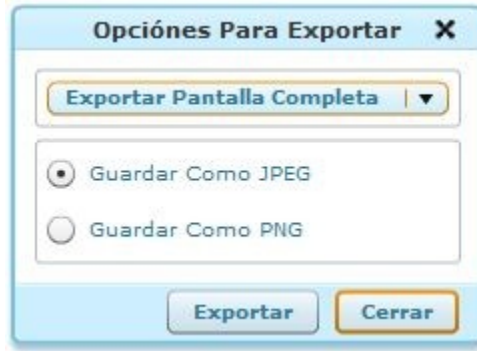 Opciónes Para Exportar
Exportar Pantalla Completa
Guardar Como JPEG
Guardar Como PNG
Exportar Cerrar